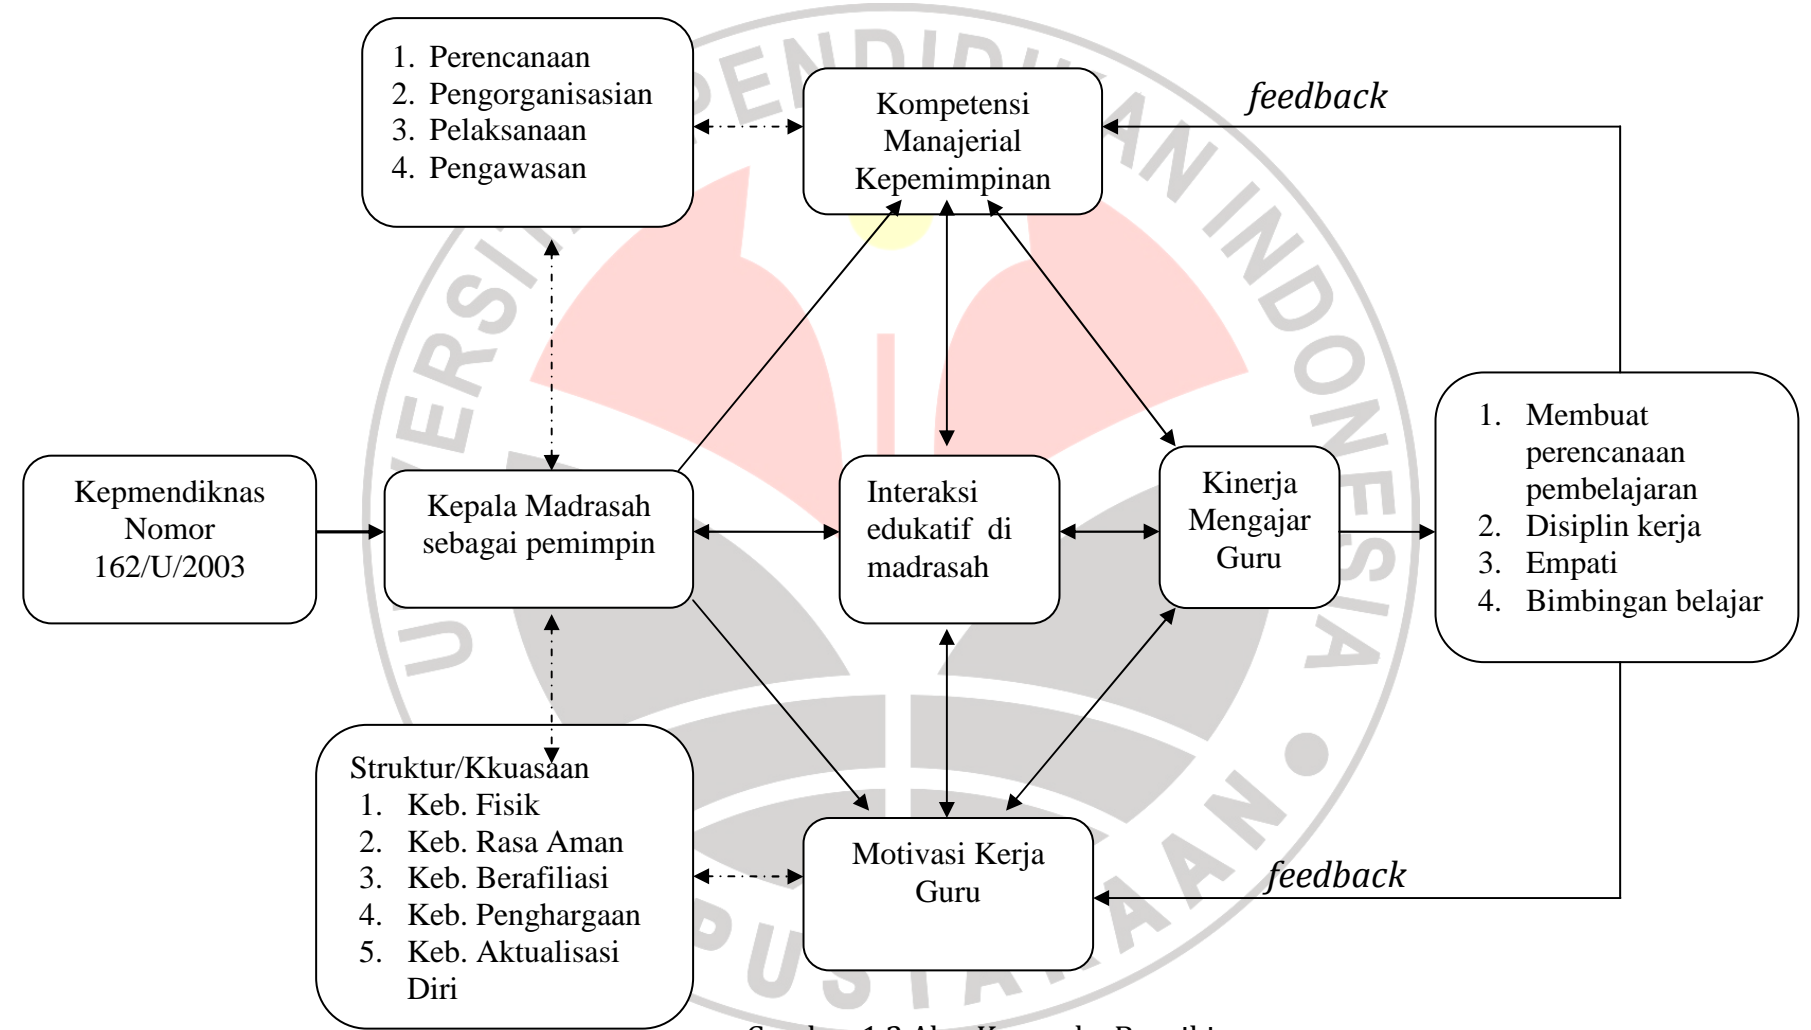 1. Perencanaan
2. Pengorganisasian
3. Pelaksanaan
4. Pengawasan
Kompetensi
Manajerial
Kepemimpinan
feedback
Kepmendiknas
Nomor
162/U/2003
Kepala Madrasah
sebagai pemimpin
Interaksi
edukatif di
madrasah
Kinerja
Mengajar
Guru
1. Membuat
perencanaan
pembelajaran
2. Disiplin kerja
3. Empati
4. Bimbingan belajar
Struktur/Kkuasaan
1. Keb. Fisik
2. Keb. Rasa Aman
3. Keb. Berafiliasi
4. Keb. Penghargaan
5. Keb. Aktualisasi
Diri
Motivasi Kerja
Guru
feedback
PENDIDIKAN INDONESIA